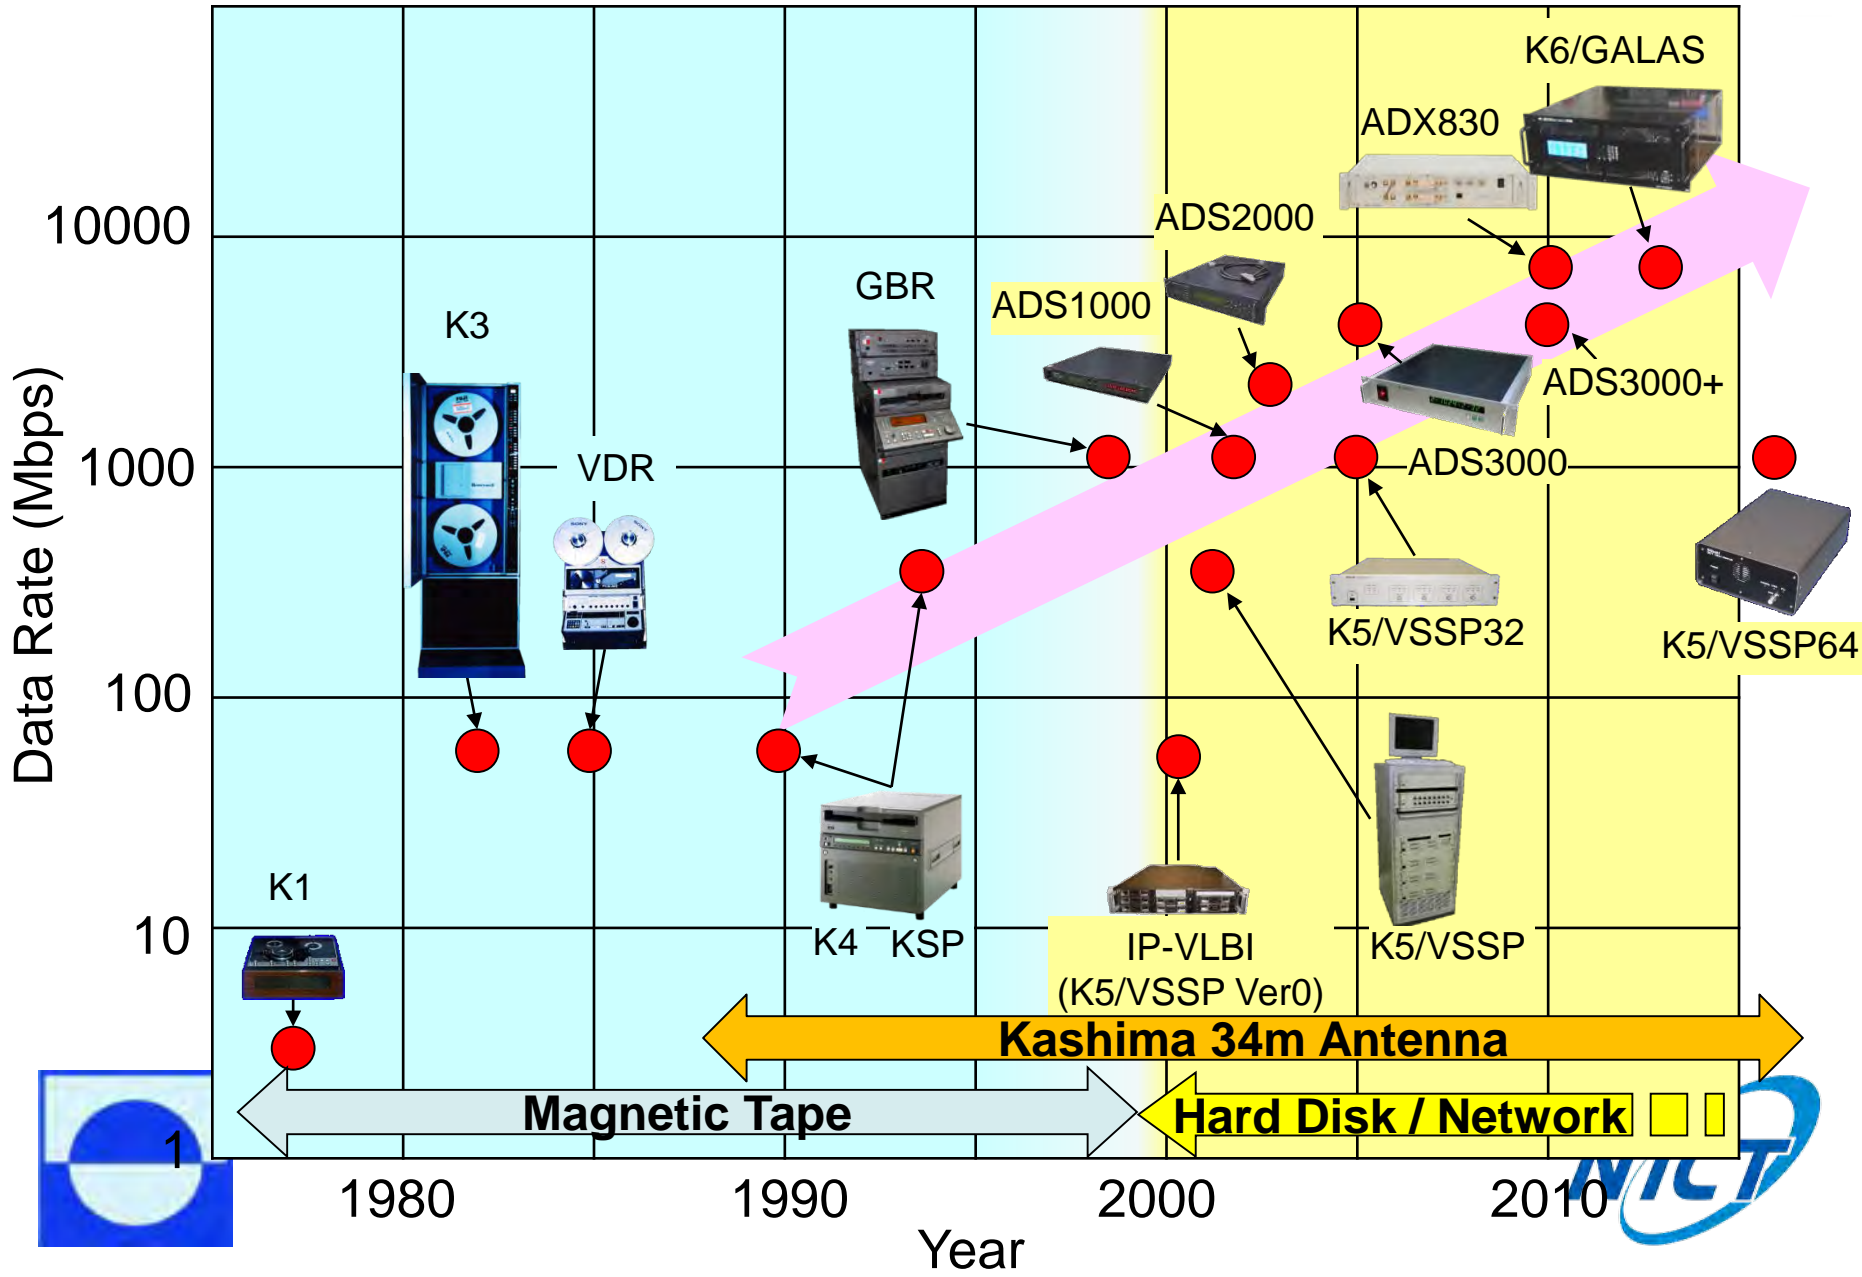 K6/GALAS
ADX830
ADS2000
10000
GBR
ADS1000
K3
ADS3000+
Data Rate (Mbps)
1000
VDR
ADS3000
K5/VSSP32
K5/VSSP64
100
K1
10
K4
KSP
IP-VLBI
(K5/VSSP Ver0)
K5/VSSP
Kashima 34m Antenna
Magnetic Tape
Hard Disk / Network
1
NICT
1980
1990
2000
2010
Year